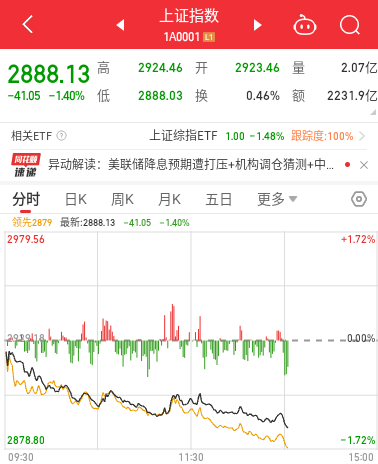 上证指数
1A0001 L1
2888.13 高 2924.46 开 2923.46 量 2.07亿
-41.05 -1.40% 低 2888.03 换 0.46% 额 2231.9亿
相关ETF ? 上证综指ETF 1.00 -1.48% 跟踪度:100%
同花顺 速递 异动解读：美联储降息预期遭打压+机构调仓猜测+中...
分时 日K 周K 月K 五日 更多
领先2879 最新:2888.13 -41.05 -1.40%
2979.56 +1.72%
0.00%
2878.80 -1.72%
09:30 11:30 15:00